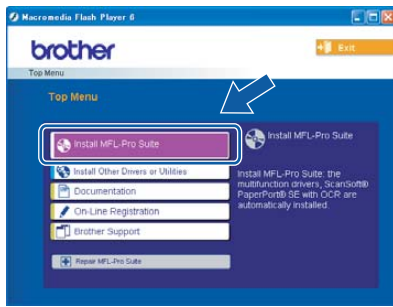 Macromedia Flash Player 6
brother
Exit
Top Menu
Top Menu
Install MFL-Pro Suite
Install Other Drivers or Utilities
Documentation
On-Line Registration
Brother Support
Repair MFL-Pro Suite
Install MFL-Pro Suite
Install MFL-Pro Suite: the
multifunction drivers, ScanSoft®
PaperPort® SE with OCR are
automatically installed.